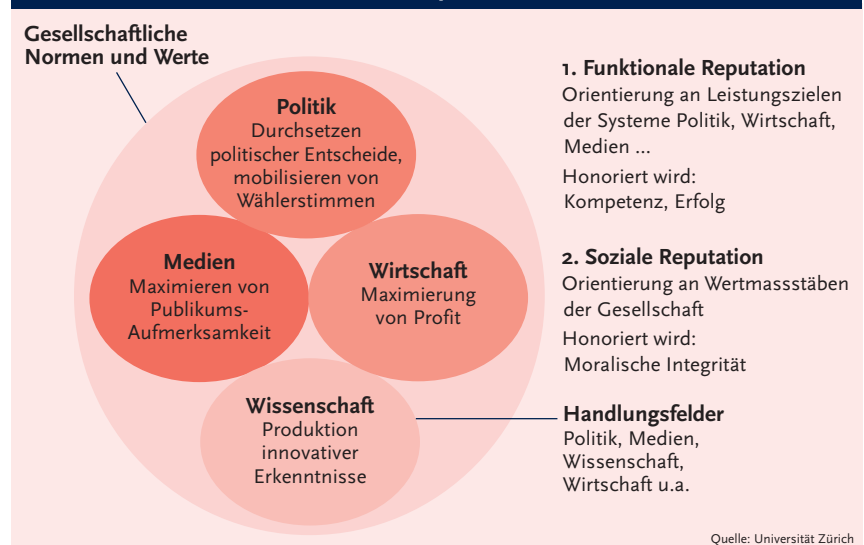 Gesellschaftliche
Normen und Werte
Politik
Durchsetzen
politischer Entscheide,
mobilisieren von
Wählerstimmen
Medien
Maximieren von
Publikums-
Aufmerksamkeit
Wirtschaft
Maximierung
von Profit
Wissenschaft
Produktion
innovativer
Erkenntnisse
1. Funktionale Reputation
Orientierung an Leistungszielen
der Systeme Politik, Wirtschaft,
Medien ...
Honoriert wird:
Kompetenz, Erfolg
2. Soziale Reputation
Orientierung an Wertmassstäben
der Gesellschaft
Honoriert wird:
Moralische Integrität
Handlungsfelder
Politik, Medien,
Wissenschaft,
Wirtschaft u.a.
Quelle: Universität Zürich